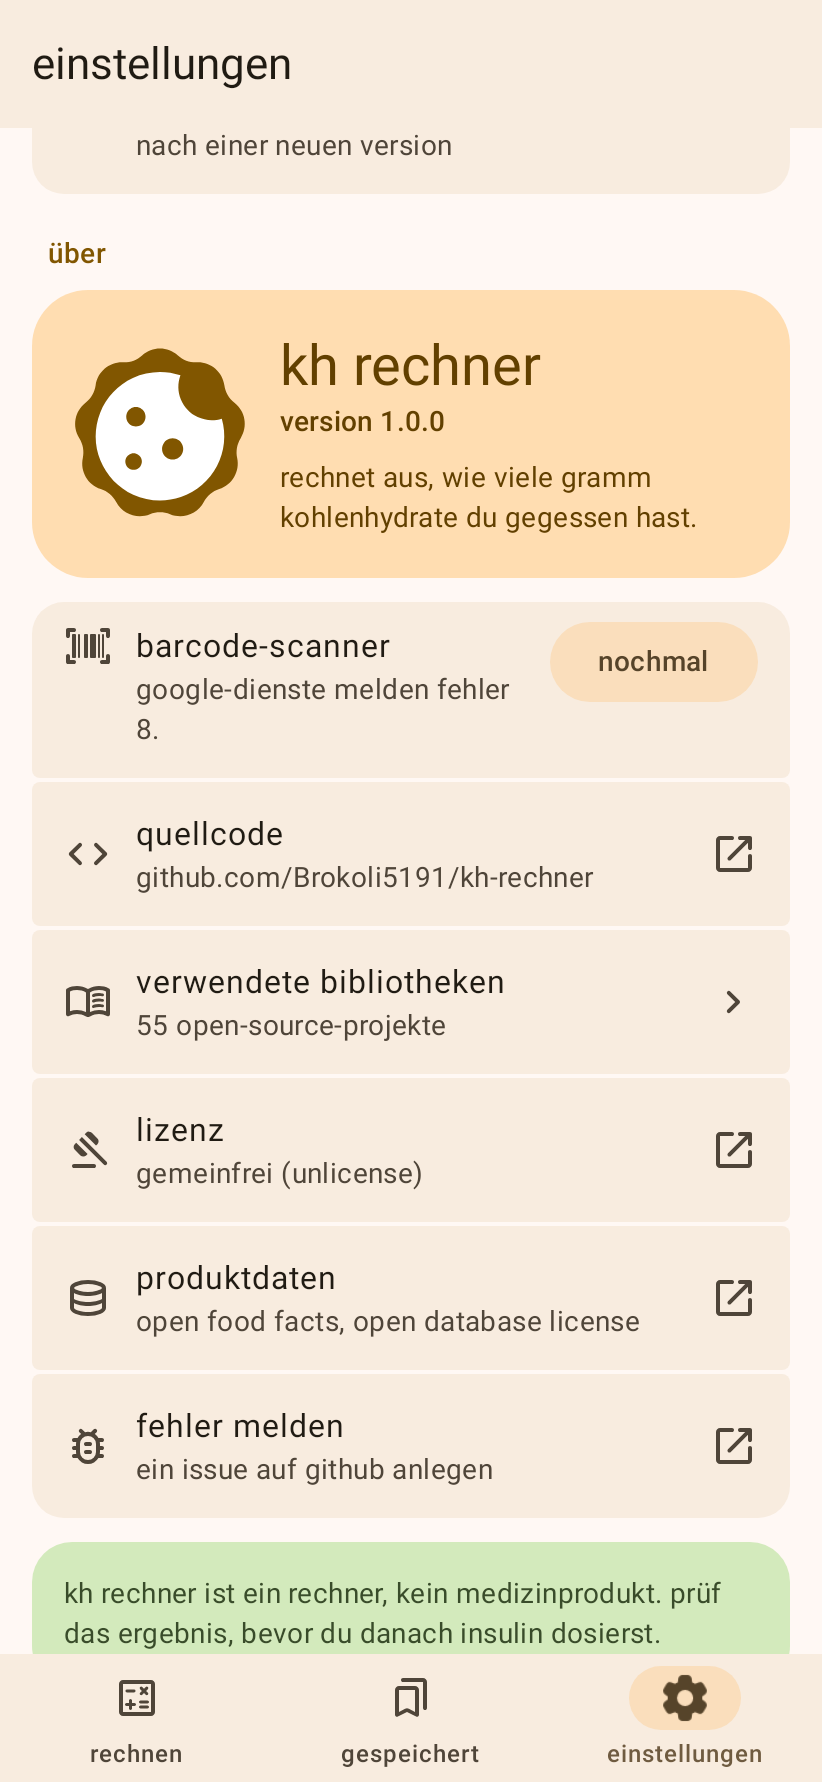 einstellungen
nach einer neuen version
über
kh rechner
version 1.0.0
rechnet aus, wie viele gramm
kohlenhydrate du gegessen hast.
barcode-scanner
google-dienste melden fehler
8.
nochmal
quellcode
github.com/Brokoli5191/kh-rechner
verwendete bibliotheken
55 open-source-projekte
lizenz
gemeinfrei (unlicense)
produktdaten
open food facts, open database license
fehler melden
ein issue auf github anlegen
kh rechner ist ein rechner, kein medizinprodukt. prüf
das ergebnis, bevor du danach insulin dosierst.
rechnen
gespeichert
einstellungen